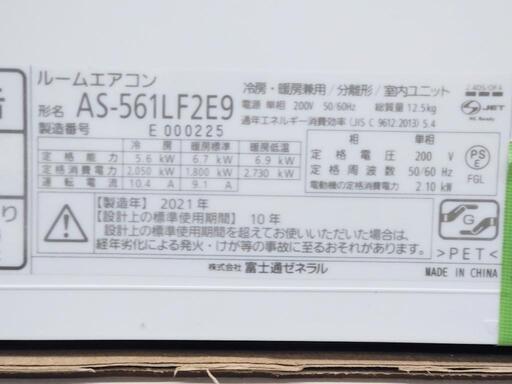 ルームエアコン
冷房・暖房兼用/分離形/室内ユニット
形名 AS-561LF2E9
電源 単相 200V 50/60Hz 総質量 12.5kg
製造番号 E 000225
通年エネルギー消費効率(JIS C 9612:2013) 5.4
JET
冷房 暖房標準 暖房低温
定格能力 5.6 kW 6.7 kW 6.9 kW
定格消費電力 2,050 kW 1,800 kW 2,730 kW
運転電流 10.4 A 9.1 A
相 単相
定格電圧 200 V
定格周波数 50/60 Hz
電動機の定格消費電力 2 10 kW
PS
E
FGL
【製造年】2021年
【設計上の標準使用期間】10年
設計上の標準使用期間を超えてお使いいただいた場合は、
経年劣化による発火・けが等の事故に至るおそれがあります。
G
>PET<
株式会社 富士通ゼネラル
MADE IN CHINA
り